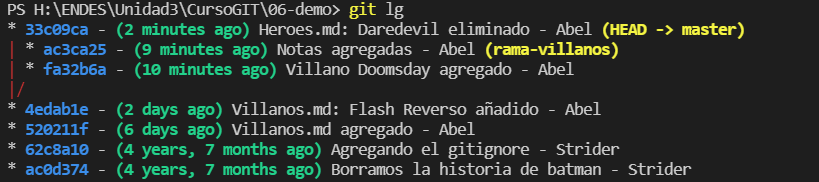 PS H:\ENDES\Unidad3\CursoGIT\06-demo> git lg
* 33c09ca - (2 minutes ago) Heroes.md: Daredevil eliminado - Abel (HEAD -> master)
| * ac3ca25 - (9 minutes ago) Notas agregadas - Abel (rama-villanos)
| * fa32b6a - (10 minutes ago) Villano Doomsday agregado - Abel
|/
* 4edab1e - (2 days ago) Villanos.md: Flash Reverso añadido - Abel
* 520211f - (6 days ago) Villanos.md agregado - Abel
* 62c8a10 - (4 years, 7 months ago) Agregando el gitignore - Strider
* ac0d374 - (4 years, 7 months ago) Borramos la historia de batman - Strider